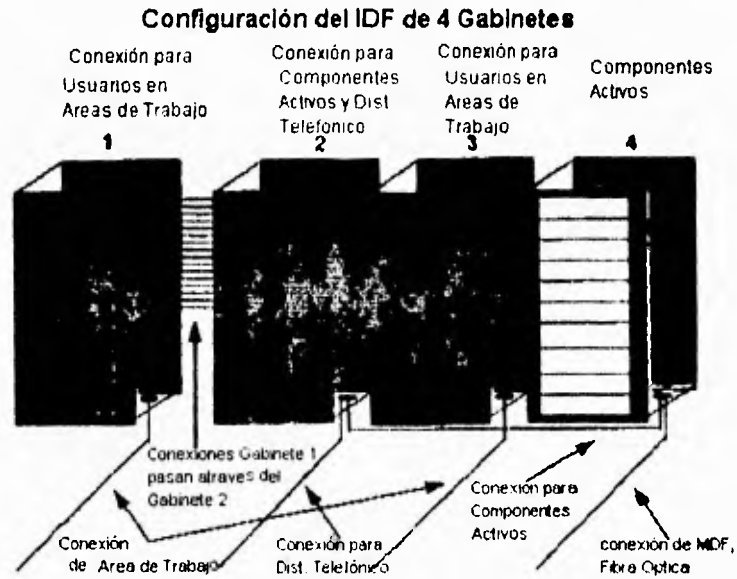 Configuración del IDF de 4 Gabinetes
Conexión para
Usuarios en
Areas de Trabajo
1
Conexión para
Componentes
Activos y Dist
Telefonico
2
Conexión para
Usuarios en
Areas de
Trabajo
3
Componentes
Activos
4
Conexiones Gabinete 1
pasan atraves del
Gabinete 2
Conexión
de Area de Trabajo
Conexión para
Dist. Telefónico
Conexión para
Componentes
Activos
conexión de MDF,
Fibra Optica